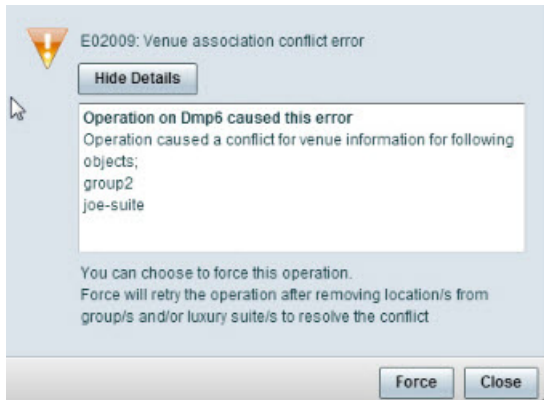 E02009: Venue association conflict error
Hide Details
Operation on Dmp6 caused this error
Operation caused a conflict for venue information for following
objects;
group2
joe-suite
You can choose to force this operation.
Force will retry the operation after removing location/s from
group/s and/or luxury suite/s to resolve the conflict
Force
Close